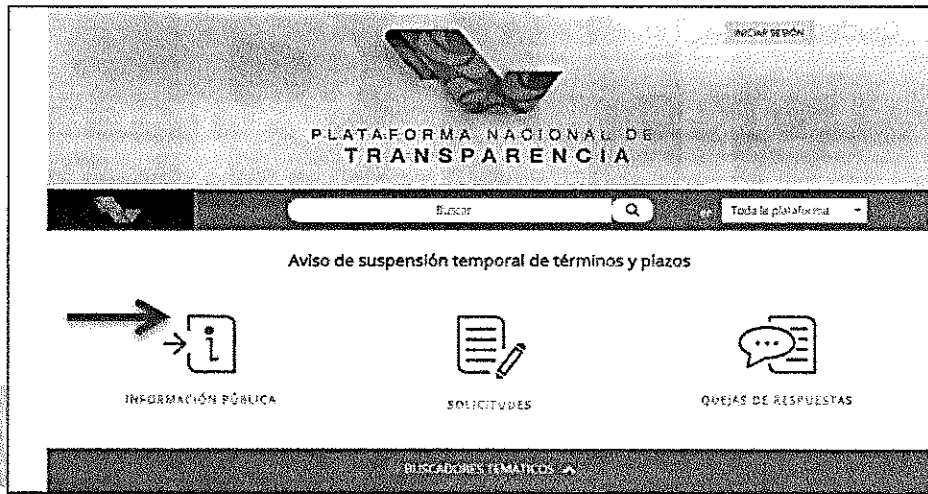 INICIAR SESIÓN
PLATAFORMA NACIONAL DE
TRANSPARENCIA
Buscar
en
Toda la plataforma
Aviso de suspensión temporal de términos y plazos
INFORMACIÓN PÚBLICA
SOLICITUDES
QUEJAS DE RESPUESTAS
BUSCADORES TEMÁTICOS